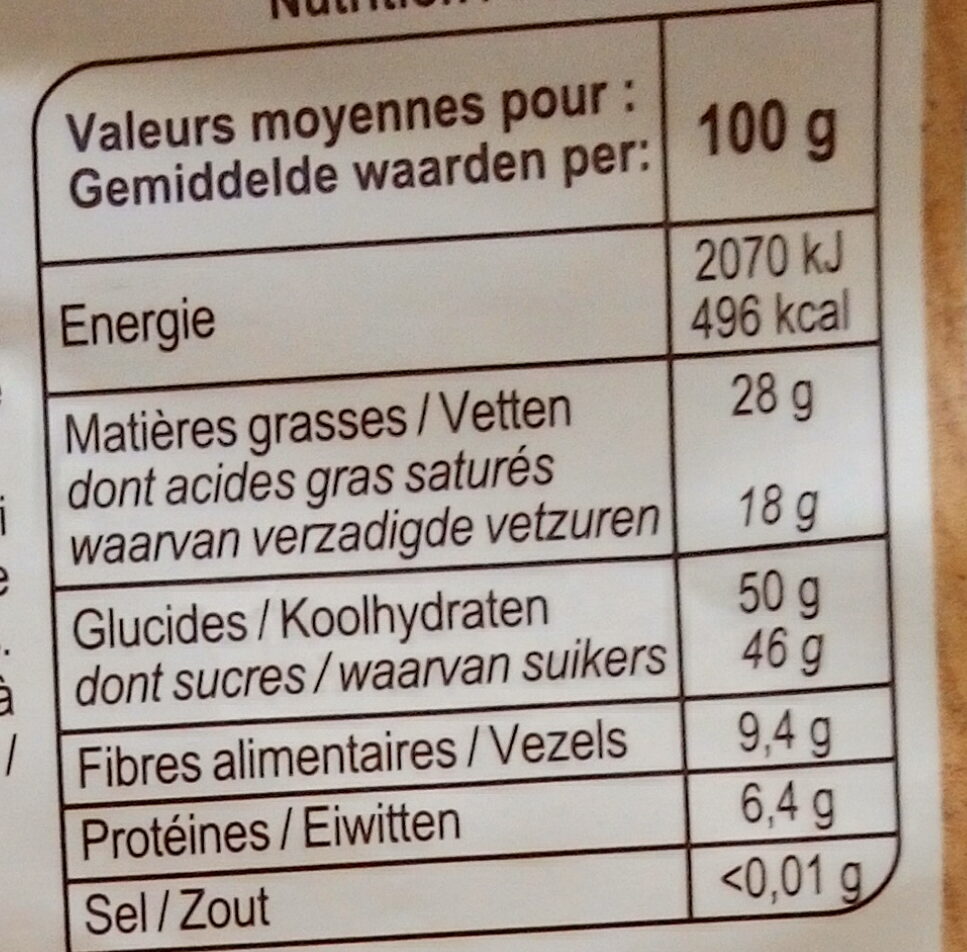 Valeurs moyennes pour : 100 g
Gemiddelde waarden per:
Energie 2070 kJ
496 kcal
Matières grasses / Vetten 28 g
dont acides gras saturés
waarvan verzadigde vetzuren 18 g
Glucides / Koolhydraten 50 g
dont sucres / waarvan suikers 46 g
Fibres alimentaires / Vezels 9,4 g
Protéines / Eiwitten 6,4 g
Sel / Zout <0,01 g